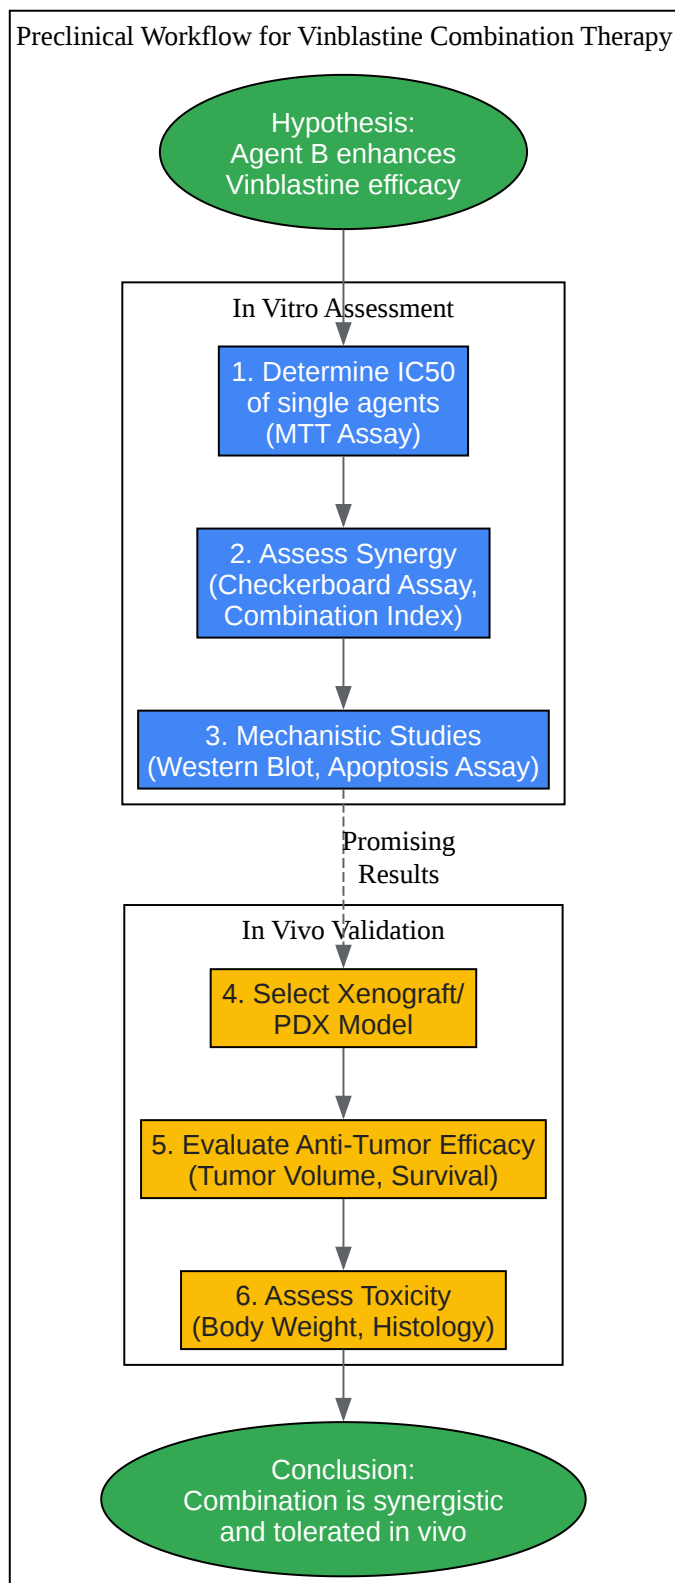 Preclinical Workflow for Vinblastine Combination Therapy
Hypothesis:
Agent B enhances
Vinblastine efficacy
In Vitro Assessment
1. Determine IC50
of single agents
(MTT Assay)
2. Assess Synergy
(Checkerboard Assay,
Combination Index)
3. Mechanistic Studies
(Western Blot, Apoptosis Assay)
Promising
Results
In Vivo Validation
4. Select Xenograft/
PDX Model
5. Evaluate Anti-Tumor Efficacy
(Tumor Volume, Survival)
6. Assess Toxicity
(Body Weight, Histology)
Conclusion:
Combination is synergistic
and tolerated in vivo